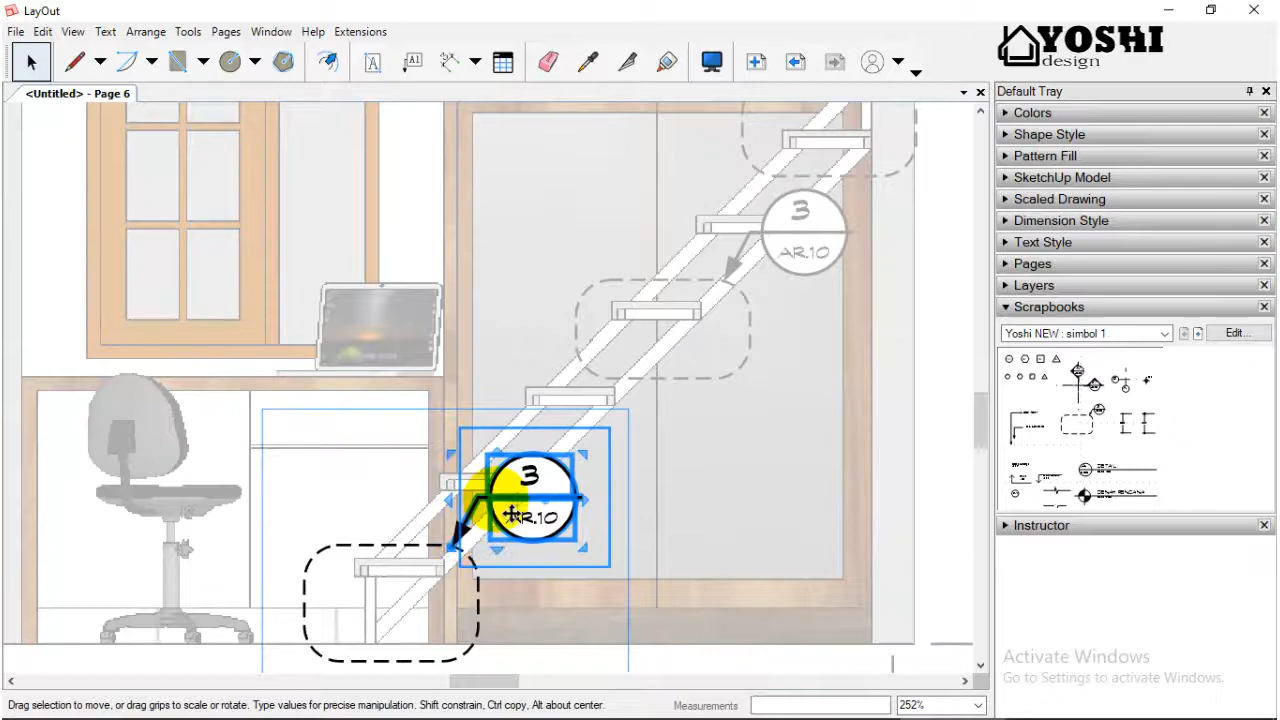 LayOut
File Edit View Text Arrange Tools Pages Window Help Extensions
YOSHI
design
A A1
<Untitled> - Page 6
Default Tray
Colors
Shape Style
Pattern Fill
SketchUp Model
Scaled Drawing
Dimension Style
Text Style
Pages
Layers
Scrapbooks
Yoshi NEW : simbol 1 Edit...
Instructor
3
AR.10
3
AR.10
Activate Windows
Go to Settings to activate Windows.
Drag selection to move, or drag grips to scale or rotate. Type values for precise manipulation. Shift constrain, Ctrl copy, Alt about center. Measurements 252%